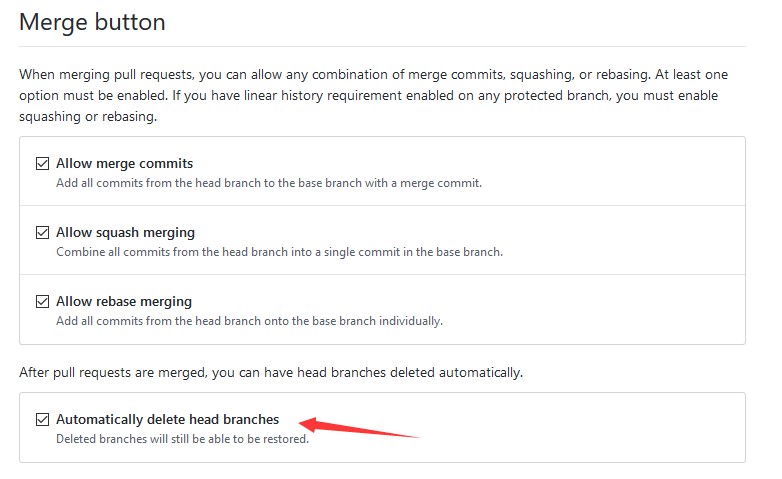 Merge button
When merging pull requests, you can allow any combination of merge commits, squashing, or rebasing. At least one
option must be enabled. If you have linear history requirement enabled on any protected branch, you must enable
squashing or rebasing.
Allow merge commits
Add all commits from the head branch to the base branch with a merge commit.
Allow squash merging
Combine all commits from the head branch into a single commit in the base branch.
Allow rebase merging
Add all commits from the head branch onto the base branch individually.
After pull requests are merged, you can have head branches deleted automatically.
Automatically delete head branches
Deleted branches will still be able to be restored.